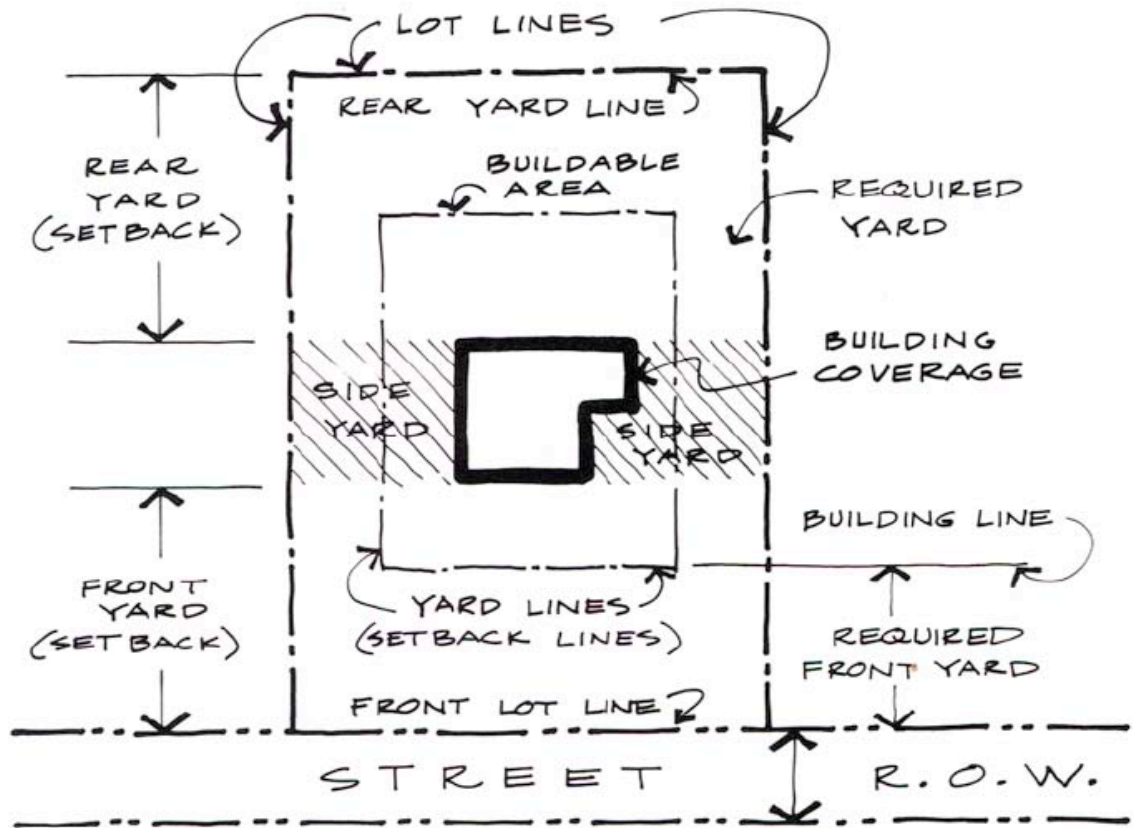 LOT LINES
REAR YARD LINE
BUILDABLE
AREA
REAR
YARD
(SETBACK)
REQUIRED
YARD
BUILDING
COVERAGE
SIDE
YARD
SIDE
YARD
BUILDING LINE
FRONT
YARD
(SETBACK)
YARD LINES
(SETBACK LINES)
REQUIRED
FRONT YARD
FRONT LOT LINE
STREET R.O.W.